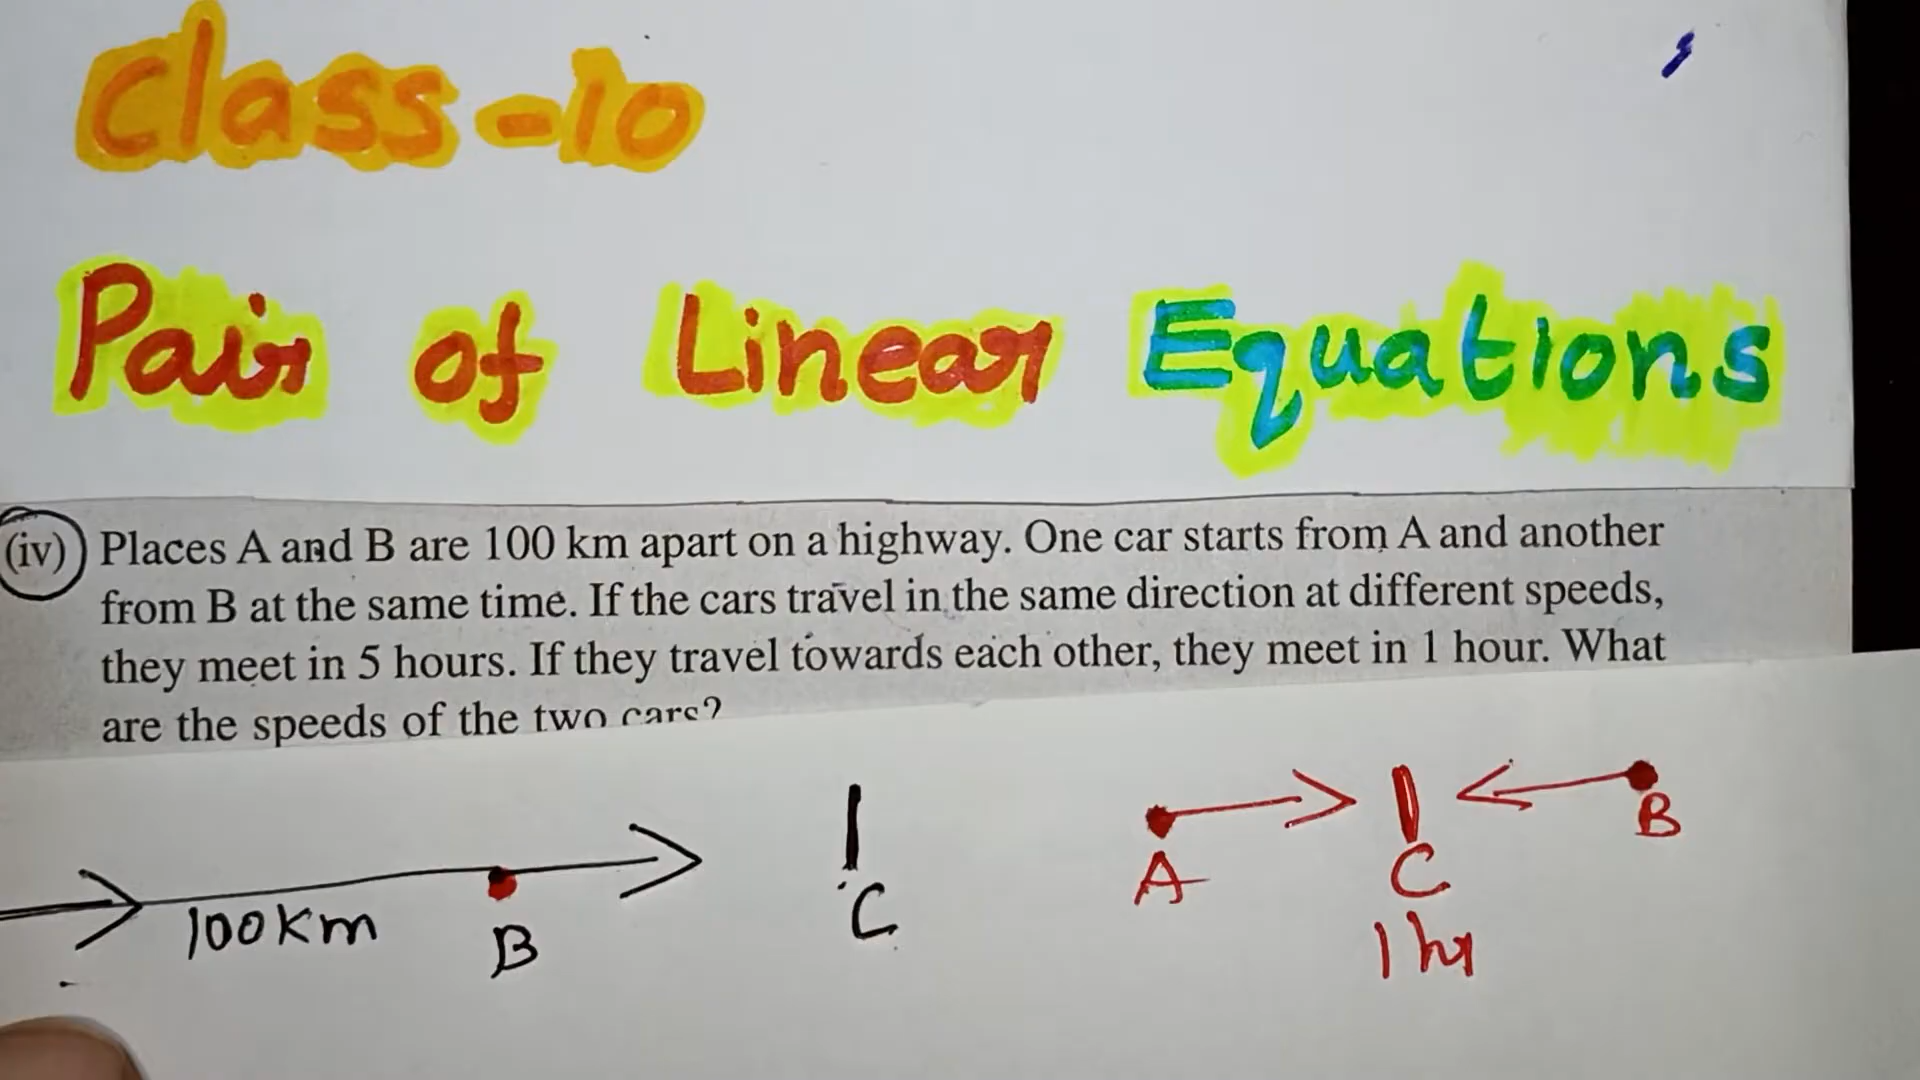 Class-10
Pair of Linear Equations
(iv) Places A and B are 100 km apart on a highway. One car starts from A and another
from B at the same time. If the cars travel in the same direction at different speeds,
they meet in 5 hours. If they travel towards each other, they meet in 1 hour. What
are the speeds of the two cars?
100km
B
C
A
C
B
1 hr